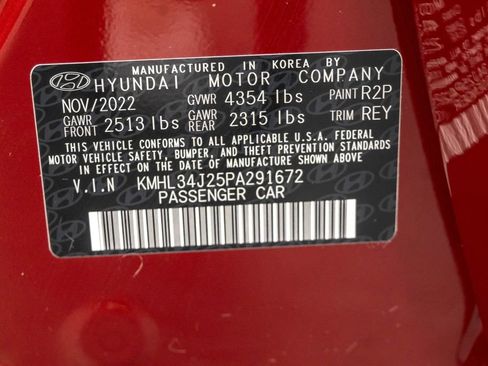 MANUFACTURED IN KOREA BY
HYUNDAI MOTOR COMPANY
NOV/2022 GVWR 4354 lbs PAINT R2P
GAWR FRONT 2513 lbs GAWR REAR 2315 lbs TRIM REY
THIS VEHICLE CONFORMS TO ALL APPLICABLE U.S.A. FEDERAL
MOTOR VEHICLE SAFETY, BUMPER, AND THEFT PREVENTION STANDARDS
IN EFFECT ON THE DATE OF MANUFACTURE SHOWN ABOVE.
V.I.N KMHL34J25PA291672
PASSENGER CAR